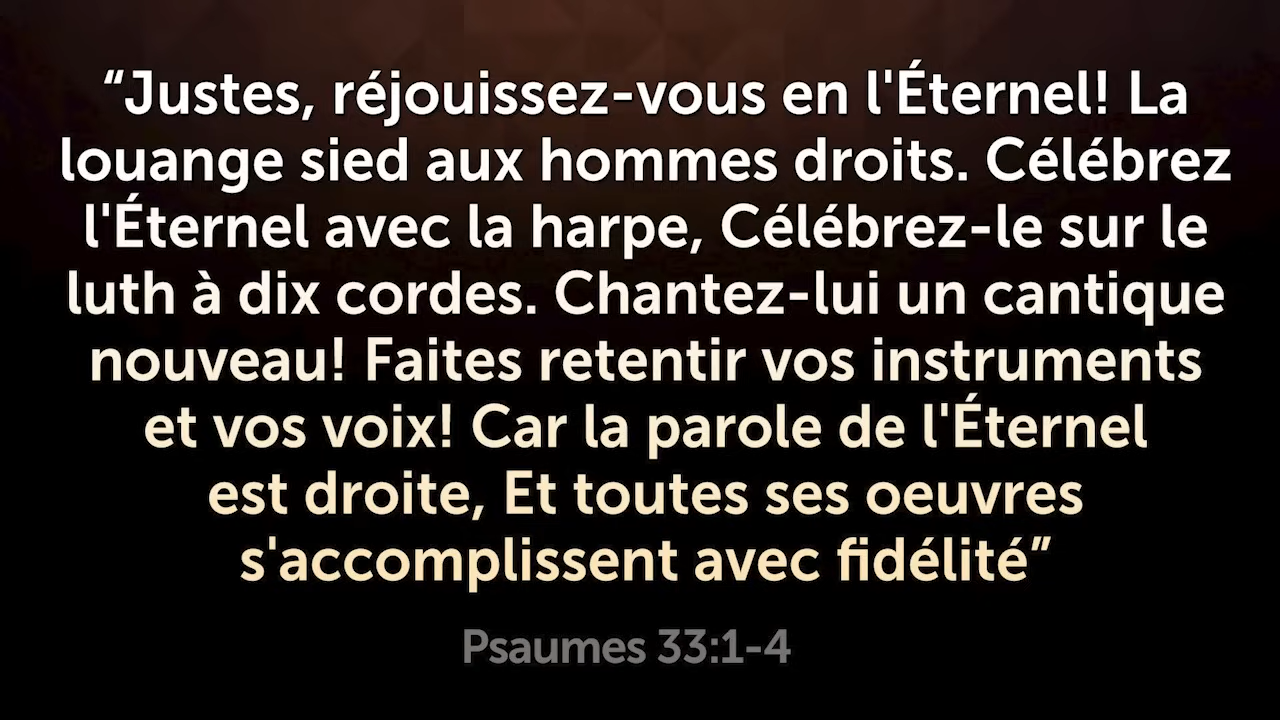 “Justes, réjouissez-vous en l'Éternel! La
louange sied aux hommes droits. Célébrez
l'Éternel avec la harpe, Célébrez-le sur le
luth à dix cordes. Chantez-lui un cantique
nouveau! Faites retentir vos instruments
et vos voix! Car la parole de l'Éternel
est droite, Et toutes ses oeuvres
s'accomplissent avec fidélité”
Psaumes 33:1-4